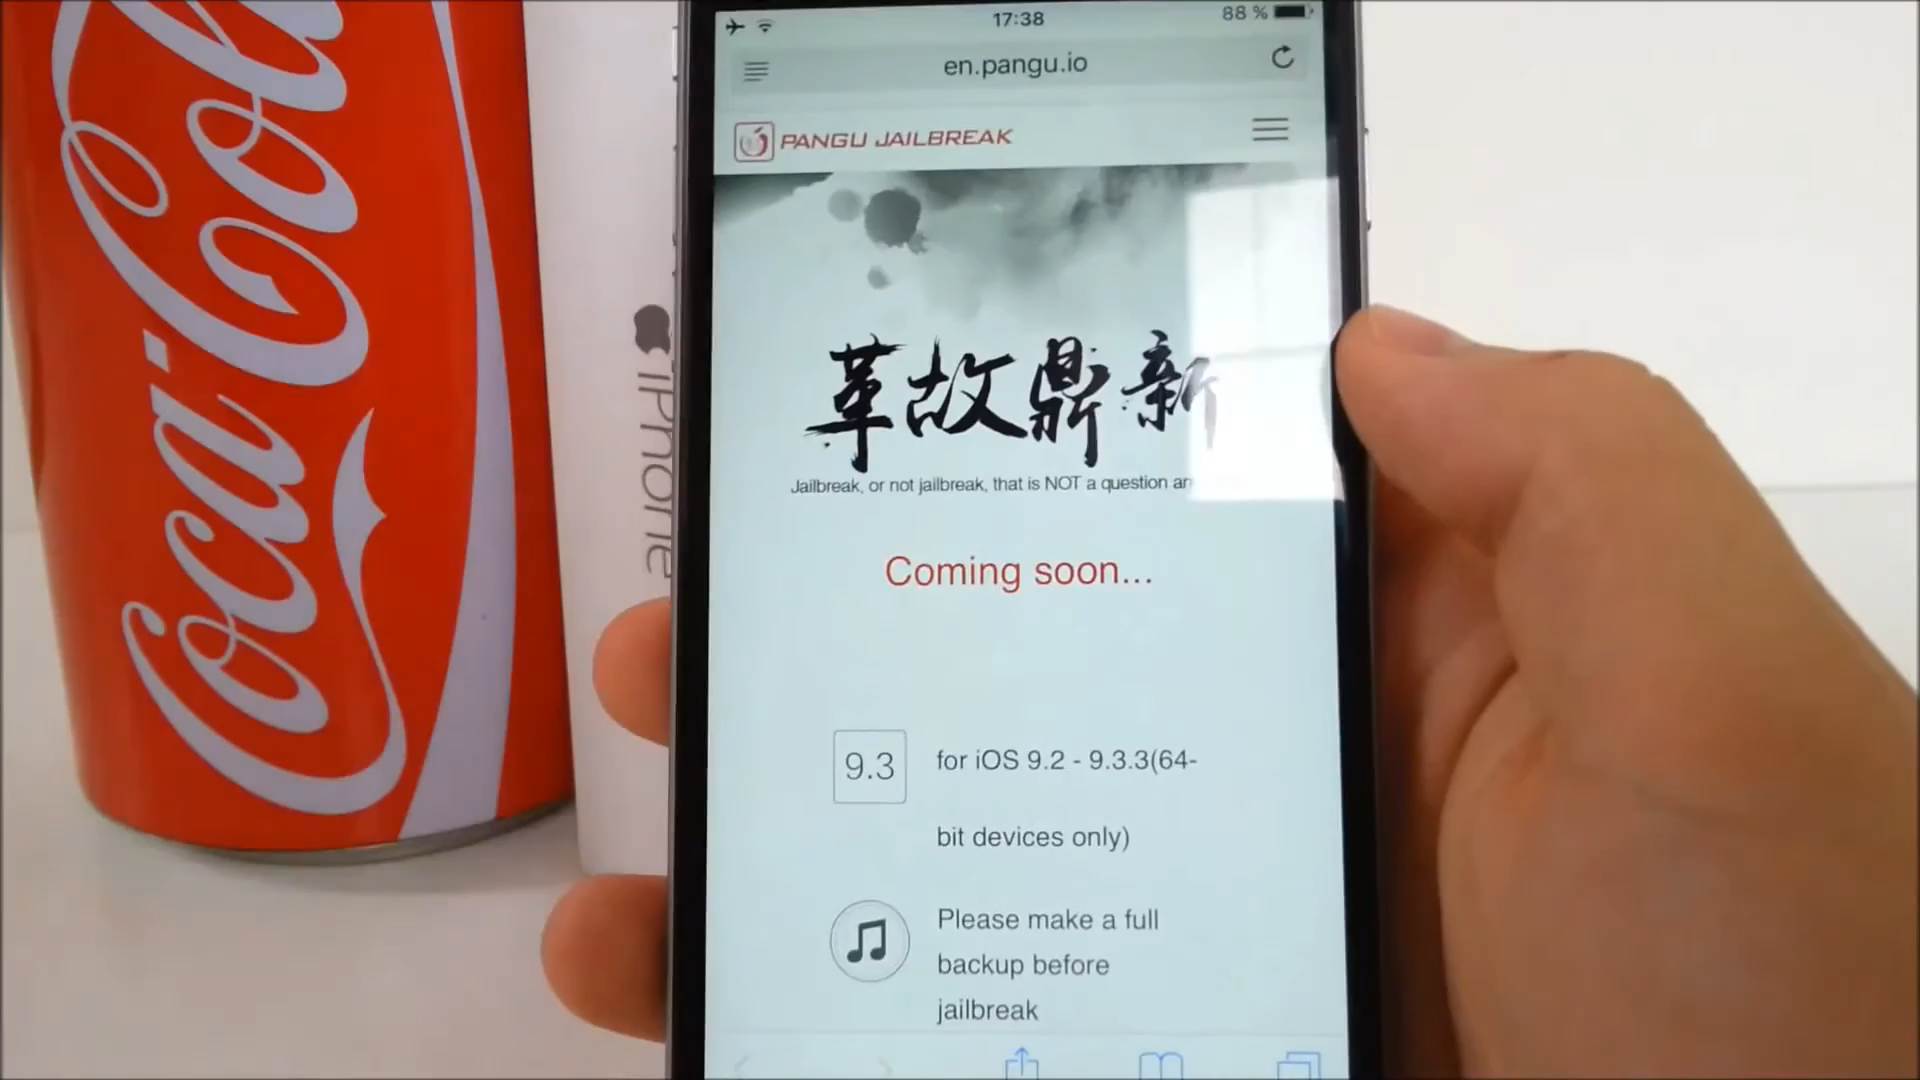 Coca-Cola
iPhone
17:38
88 %
en.pangu.io
PANGU JAILBREAK
革故鼎新
Jailbreak, or not jailbreak, that is NOT a question
Coming soon...
9.3
for iOS 9.2 - 9.3.3(64-
bit devices only)
Please make a full
backup before
jailbreak